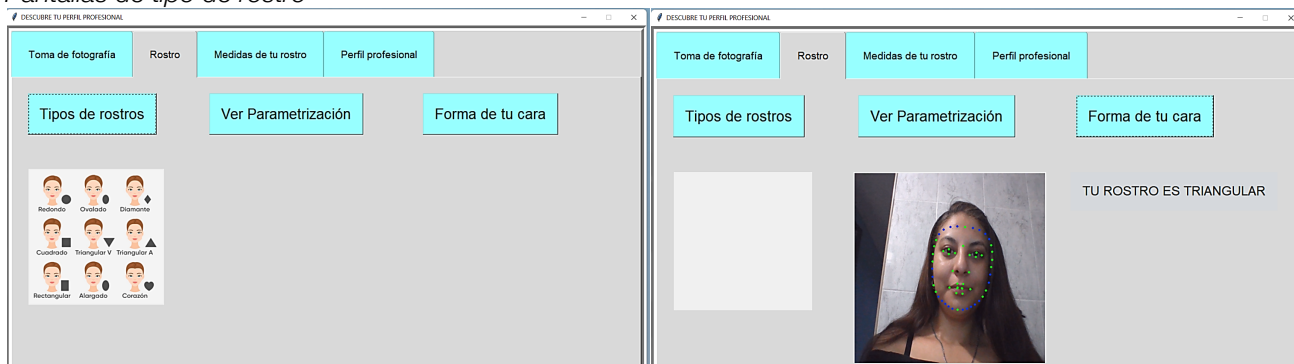 Pantallas de tipo de rostro
DESCUBRE TU PERFIL PROFESIONAL
Toma de fotografía Rostro Medidas de tu rostro Perfil profesional
Tipos de rostros Ver Parametrización Forma de tu cara
Redondo Ovalado Diamante
Cuadrado Triangular V Triangular A
Rectangular Alargado Corazón
DESCUBRE TU PERFIL PROFESIONAL
Toma de fotografía Rostro Medidas de tu rostro Perfil profesional
Tipos de rostros Ver Parametrización Forma de tu cara
TU ROSTRO ES TRIANGULAR